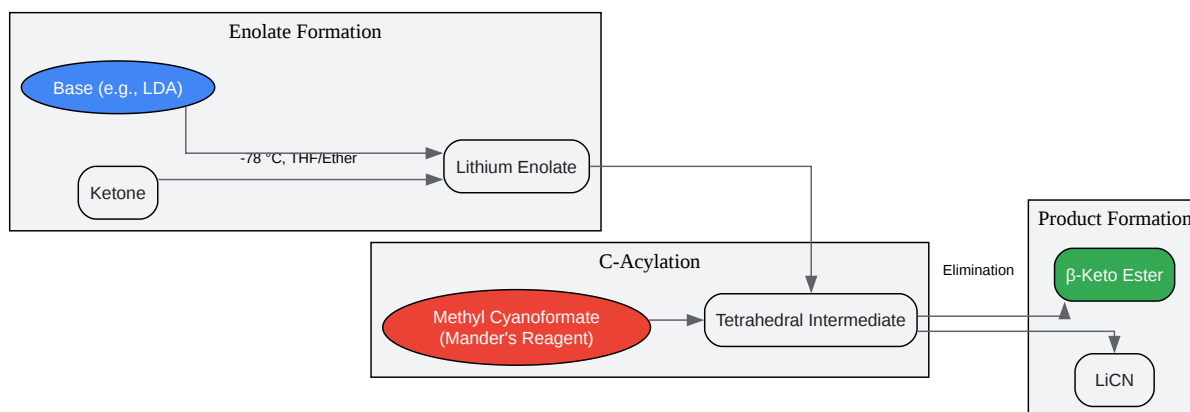 Enolate Formation
Base (e.g., LDA)
-78 °C, THF/Ether
Lithium Enolate
Ketone
Product Formation
C-Acylation
Elimination
β-Keto Ester
Methyl Cyanoformate
(Mander's Reagent)
Tetrahedral Intermediate
LiCN